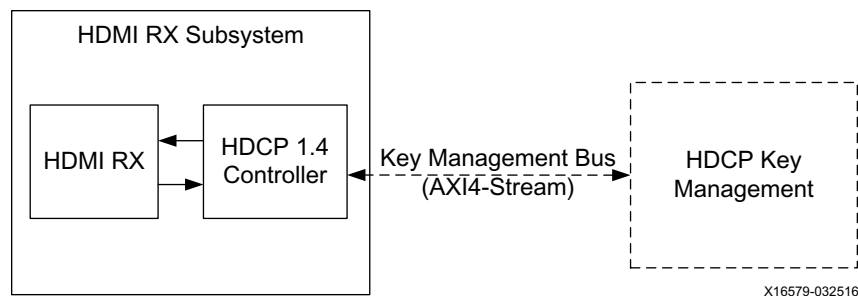 HDMI RX Subsystem
HDMI RX
HDCP 1.4
Controller
Key Management Bus
(AXI4-Stream)
HDCP Key
Management
X16579-032516